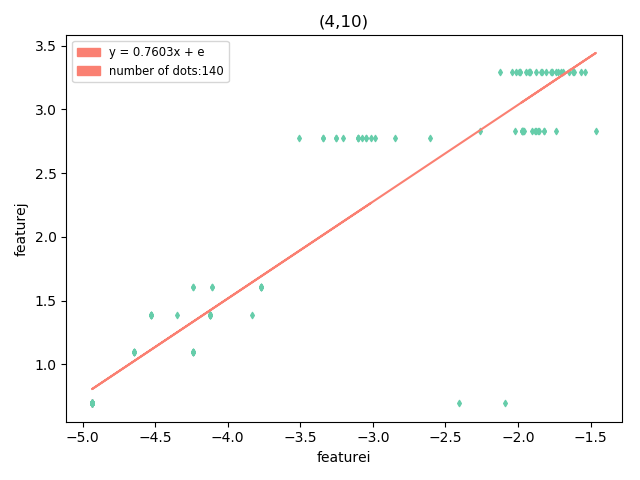 (4,10)
y = 0.7603x + e
number of dots:140
3.5
3.0
2.5
2.0
1.5
1.0
featurej
−5.0 −4.5 −4.0 −3.5 −3.0 −2.5 −2.0 −1.5
featurei